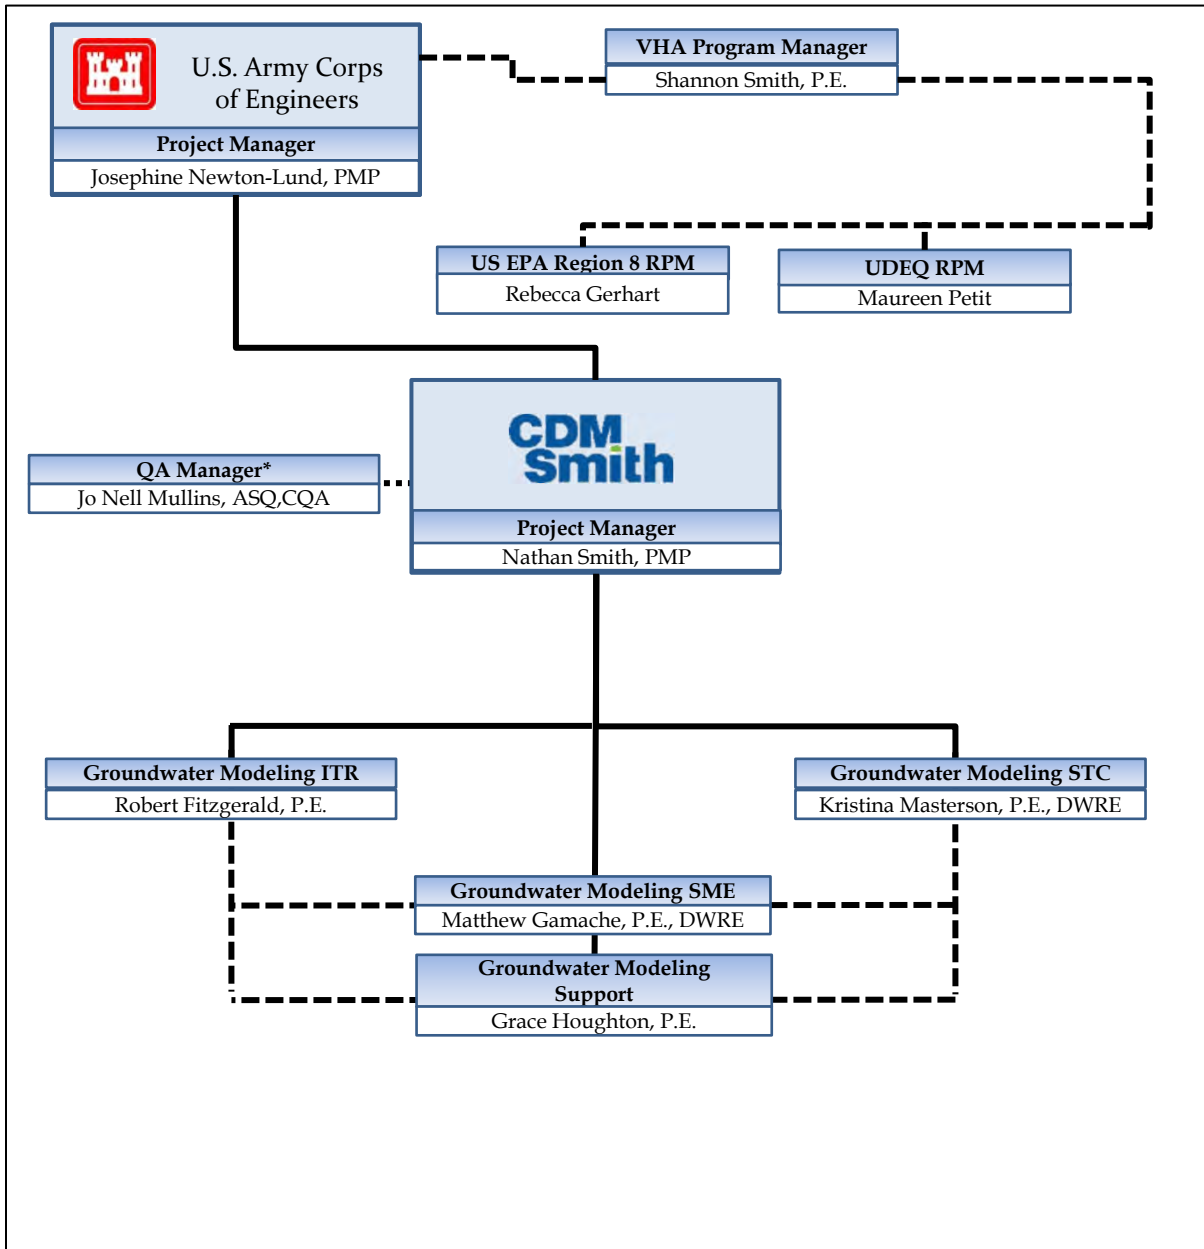 U.S. Army Corps
of Engineers
Project Manager
Josephine Newton-Lund, PMP
VHA Program Manager
Shannon Smith, P.E.
US EPA Region 8 RPM
Rebecca Gerhart
UDEQ RPM
Maureen Petit
QA Manager*
Jo Nell Mullins, ASQ,CQA
CDM
Smith
Project Manager
Nathan Smith, PMP
Groundwater Modeling ITR
Robert Fitzgerald, P.E.
Groundwater Modeling STC
Kristina Masterson, P.E., DWRE
Groundwater Modeling SME
Matthew Gamache, P.E., DWRE
Groundwater Modeling
Support
Grace Houghton, P.E.